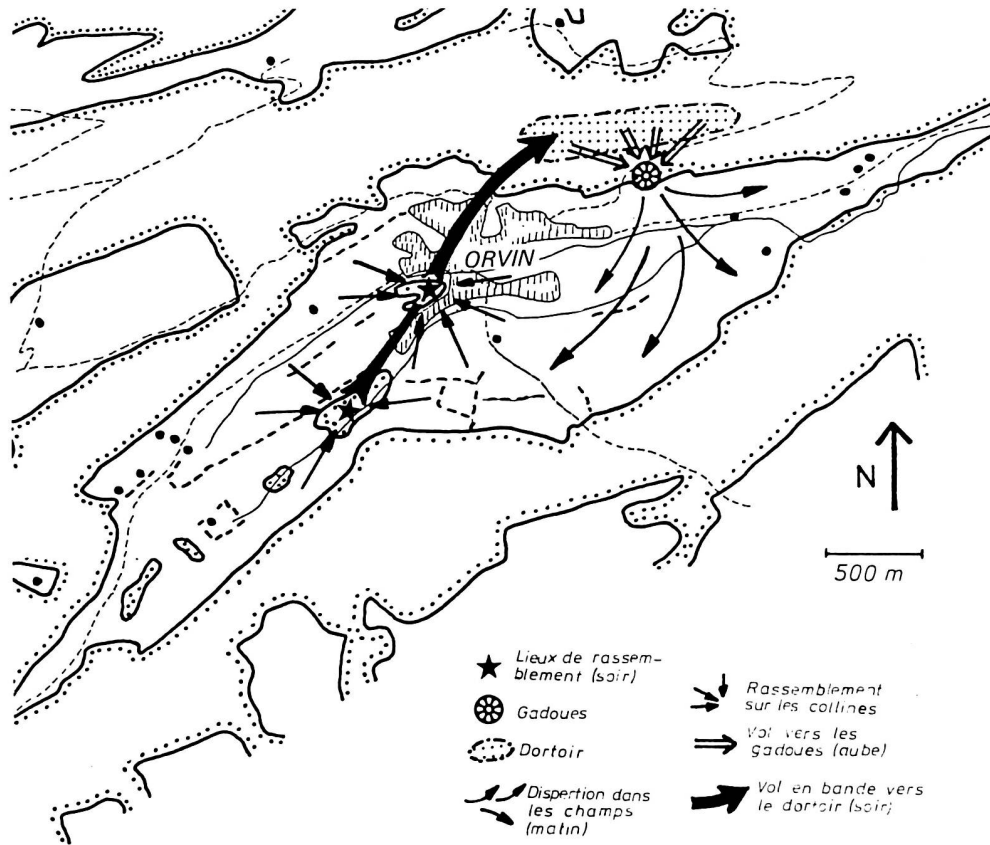 ORVIN
N
500 m
Lieux de rassem-
blement (soir)
Gadoues
Dortoir
Dispertion dans
les champs
(matin)
Rassemblement
sur les collines
Vol vers les
gadoues (aube)
Vol en bande vers
le dortoir (soir)